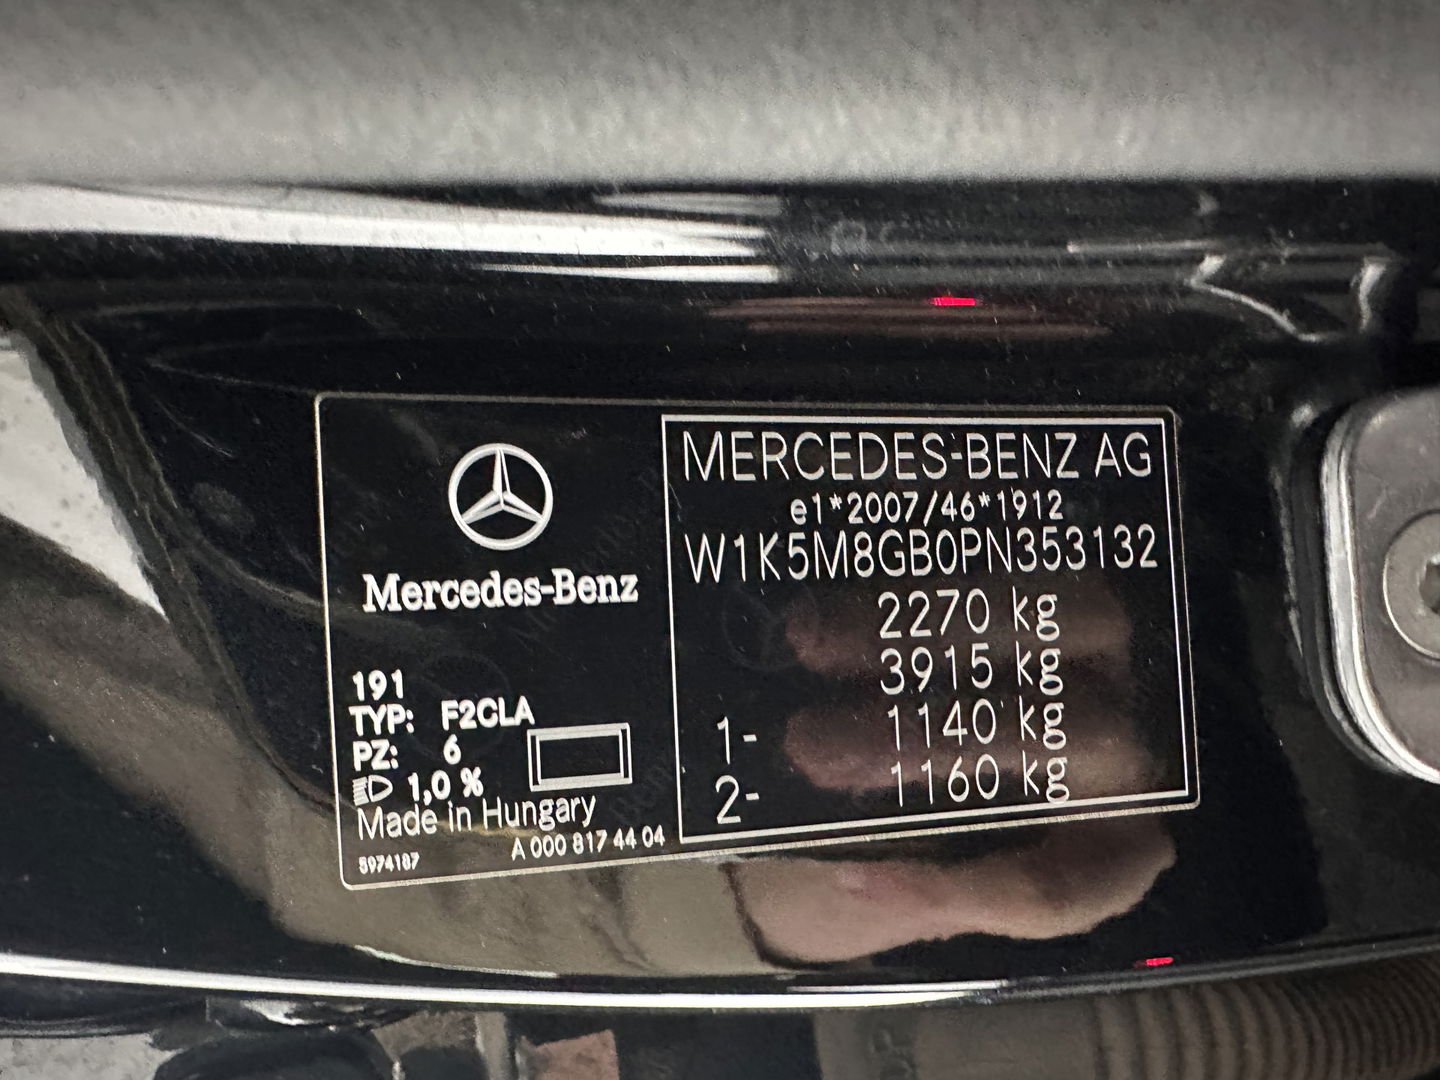 Mercedes-Benz
191
TYP: F2CLA
PZ: 6
1,0 %
Made in Hungary
A 000 817 44 04
5974187
MERCEDES-BENZ AG
e1*2007/46*1912
W1K5M8GB0PN353132
2270 kg
3915 kg
1- 1140 kg
2- 1160 kg